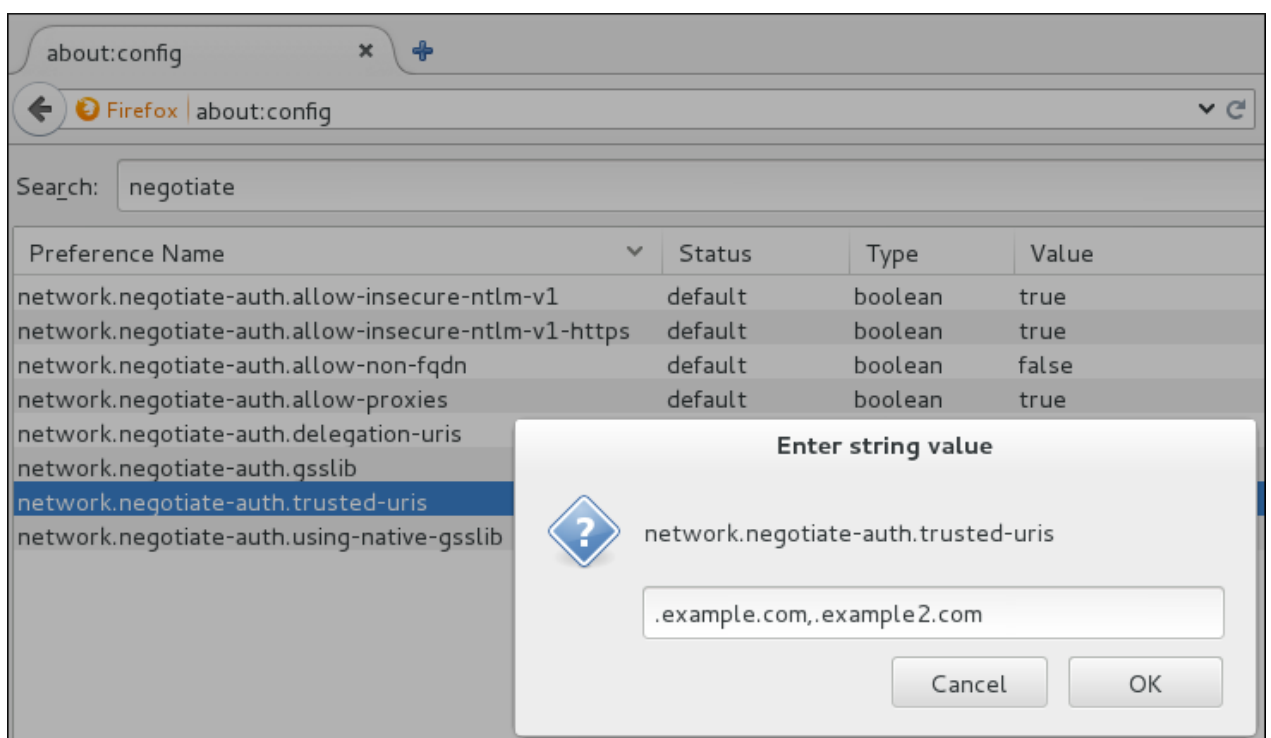 about:config
Firefox about:config
Search: negotiate
Preference Name Status Type Value
network.negotiate-auth.allow-insecure-ntlm-v1 default boolean true
network.negotiate-auth.allow-insecure-ntlm-v1-https default boolean true
network.negotiate-auth.allow-non-fqdn default boolean false
network.negotiate-auth.allow-proxies default boolean true
network.negotiate-auth.delegation-uris
network.negotiate-auth.gsslib
network.negotiate-auth.trusted-uris
network.negotiate-auth.using-native-gsslib
Enter string value
network.negotiate-auth.trusted-uris
.example.com,.example2.com
Cancel OK